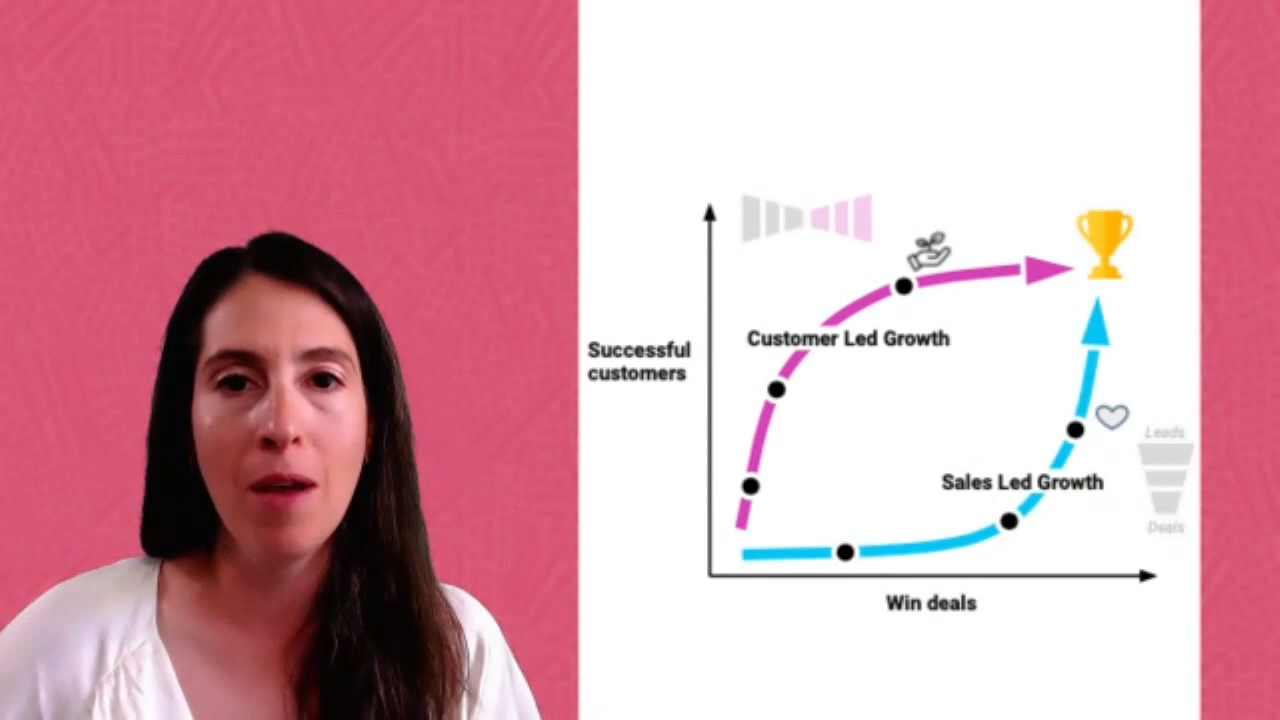 Customer Led Growth
Successful
customers
Leads
Sales Led Growth
Deals
Win deals